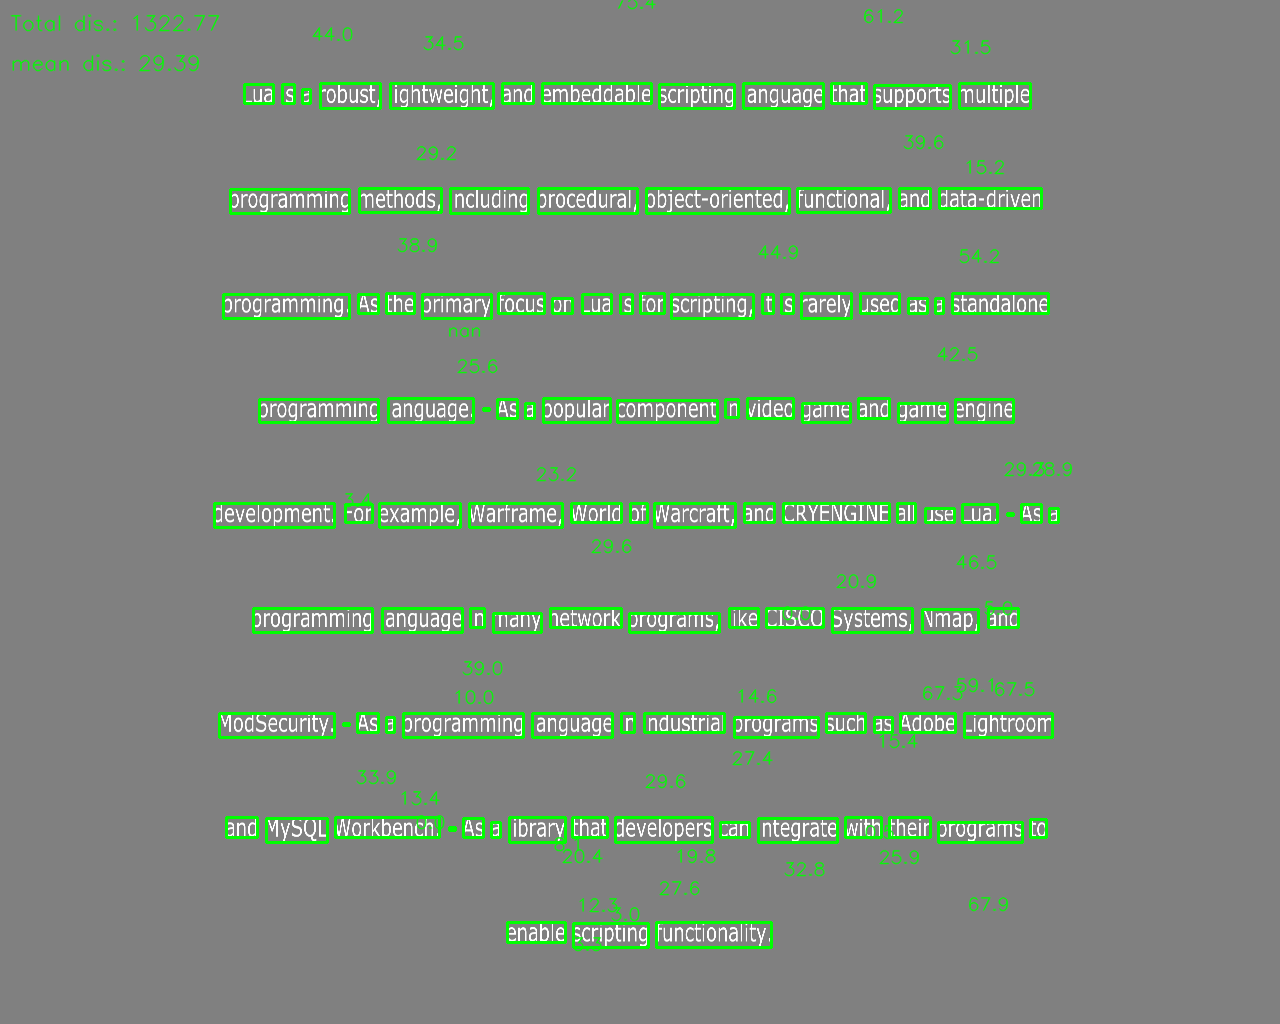 75.4
61.2
Total dis.: 1322.77
44.0 34.5 31.5
mean dis.: 29.39
Lua is a robust, lightweight, and embeddable scripting language that supports multiple
39.6
29.2 15.2
programming methods, including procedural, object-oriented, functional, and data-driven
38.9 44.9 54.2
programming. As the primary focus on Lua is for scripting, it is rarely used as a standalone
nan
25.6 42.5
programming language. - As a popular component in video game and game engine
23.2 29.2 38.9
3.4
development. For example, Warframe, World of Warcraft, and CRYENGINE all use Lua. - As a
29.6 46.5
20.9
programming language in many network programs, like CISCO Systems, Nmap, and
39.0 59.1 67.5
10.0 14.6 67.3
ModSecurity. - As a programming language in industrial programs such as Adobe Lightroom
15.4
27.4
33.9 29.6
13.4
and MySQL Workbench. - As a library that developers can integrate with their programs to
20.4 19.8 25.9
32.8
27.6
12.3 3.0 67.9
enable scripting functionality.